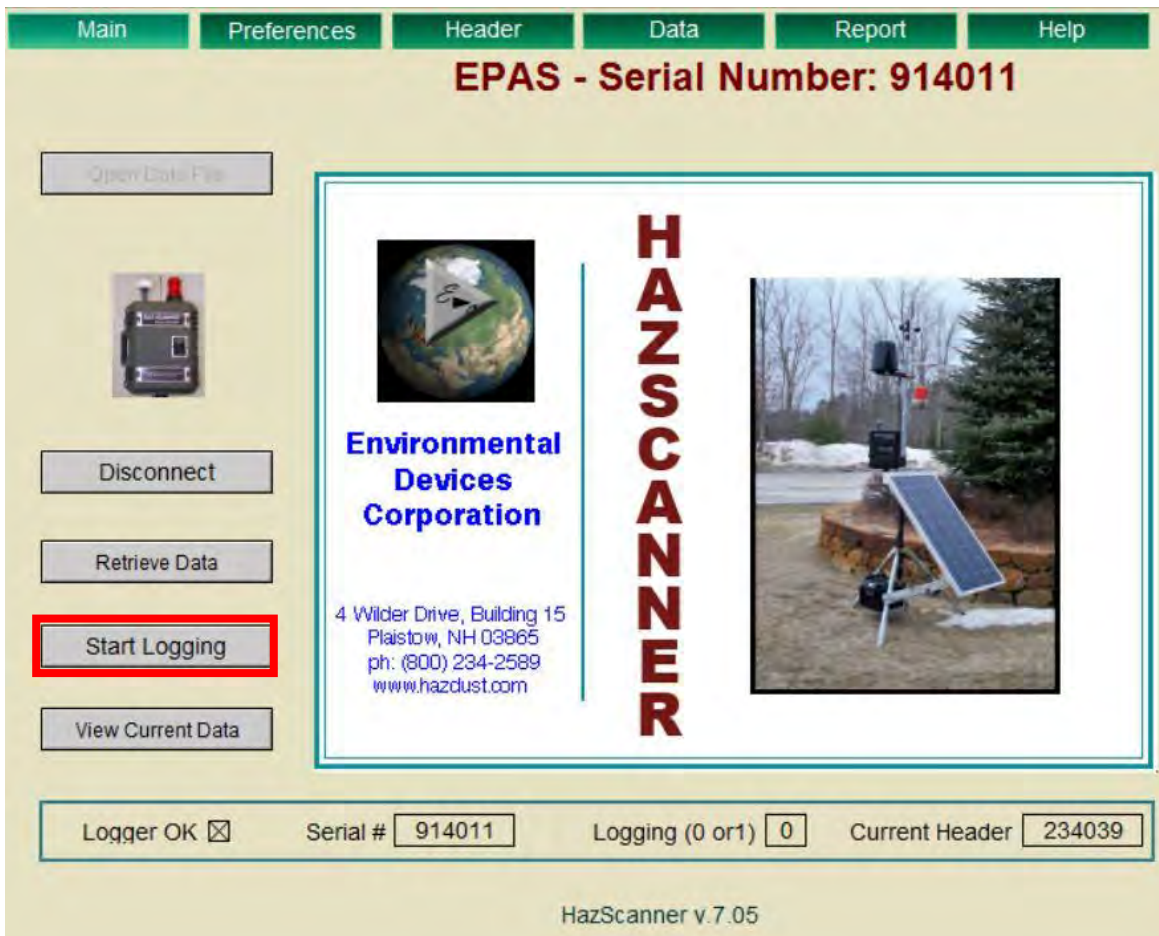 Main Preferences Header Data Report Help
EPAS - Serial Number: 914011
Open Data File
Disconnect
Retrieve Data
Start Logging
View Current Data
Environmental
Devices
Corporation
4 Wilder Drive, Building 15
Plaistow, NH 03865
ph: (800) 234-2589
www.hazdust.com
HAZSCANNER
Logger OK Serial # 914011 Logging (0 or1) 0 Current Header 234039
HazScanner v.7.05